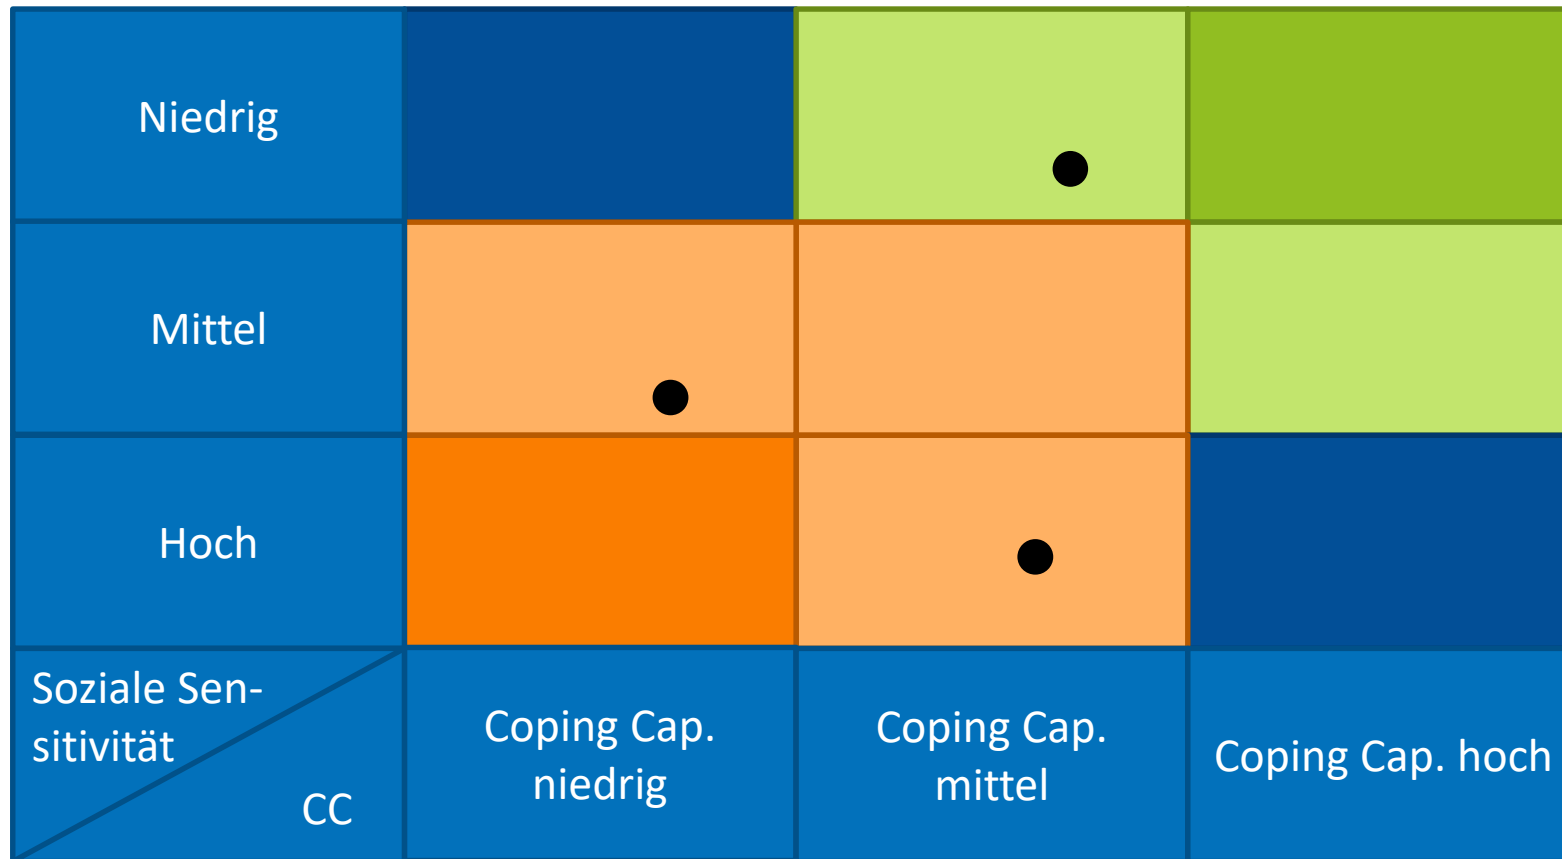 Niedrig
Mittel
Hoch
Soziale Sen-
sitivität
CC
Coping Cap.
niedrig
Coping Cap.
mittel
Coping Cap. hoch